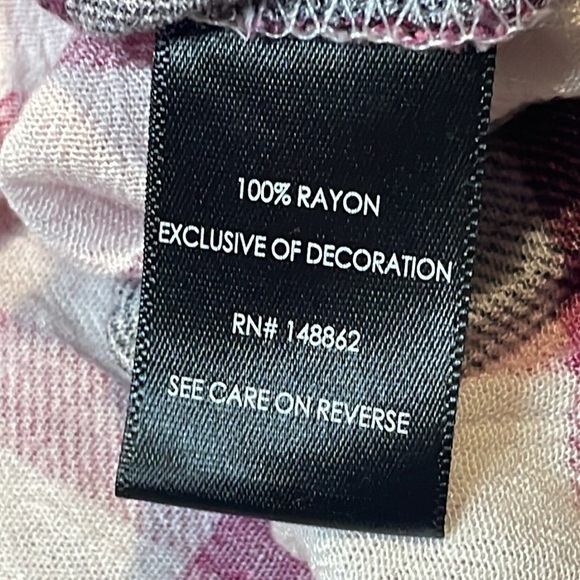 100% RAYON
EXCLUSIVE OF DECORATION
RN# 148862
SEE CARE ON REVERSE